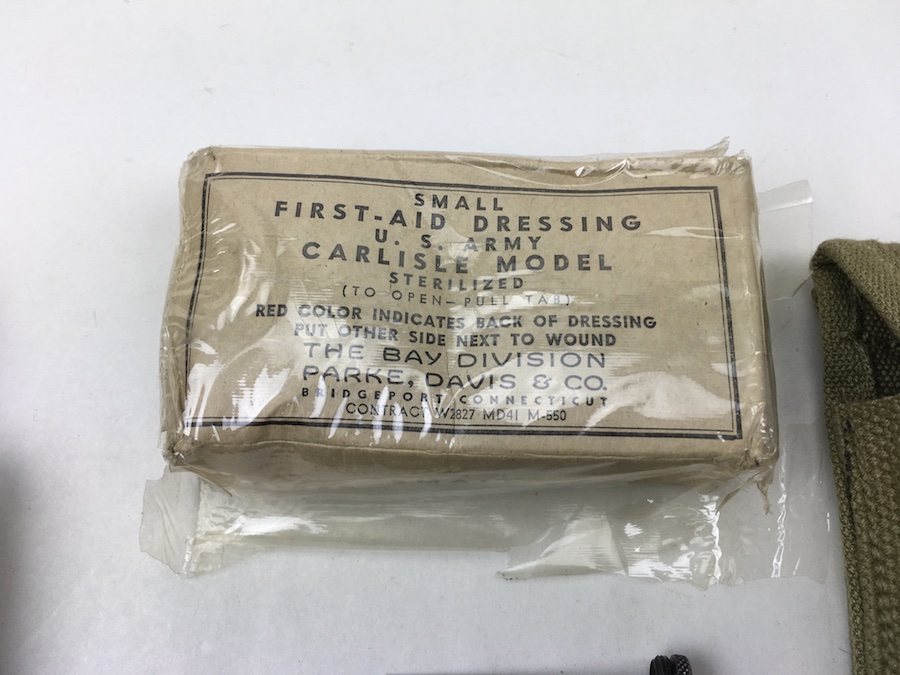 SMALL
FIRST-AID DRESSING
U. S. ARMY
CARLISLE MODEL
STERILIZED
(TO OPEN—PULL TAB)
RED COLOR INDICATES BACK OF DRESSING
PUT OTHER SIDE NEXT TO WOUND
THE BAY DIVISION
PARKE, DAVIS & CO.
BRIDGEPORT CONNECTICUT
CONTRACT W2827 MD41 M-550